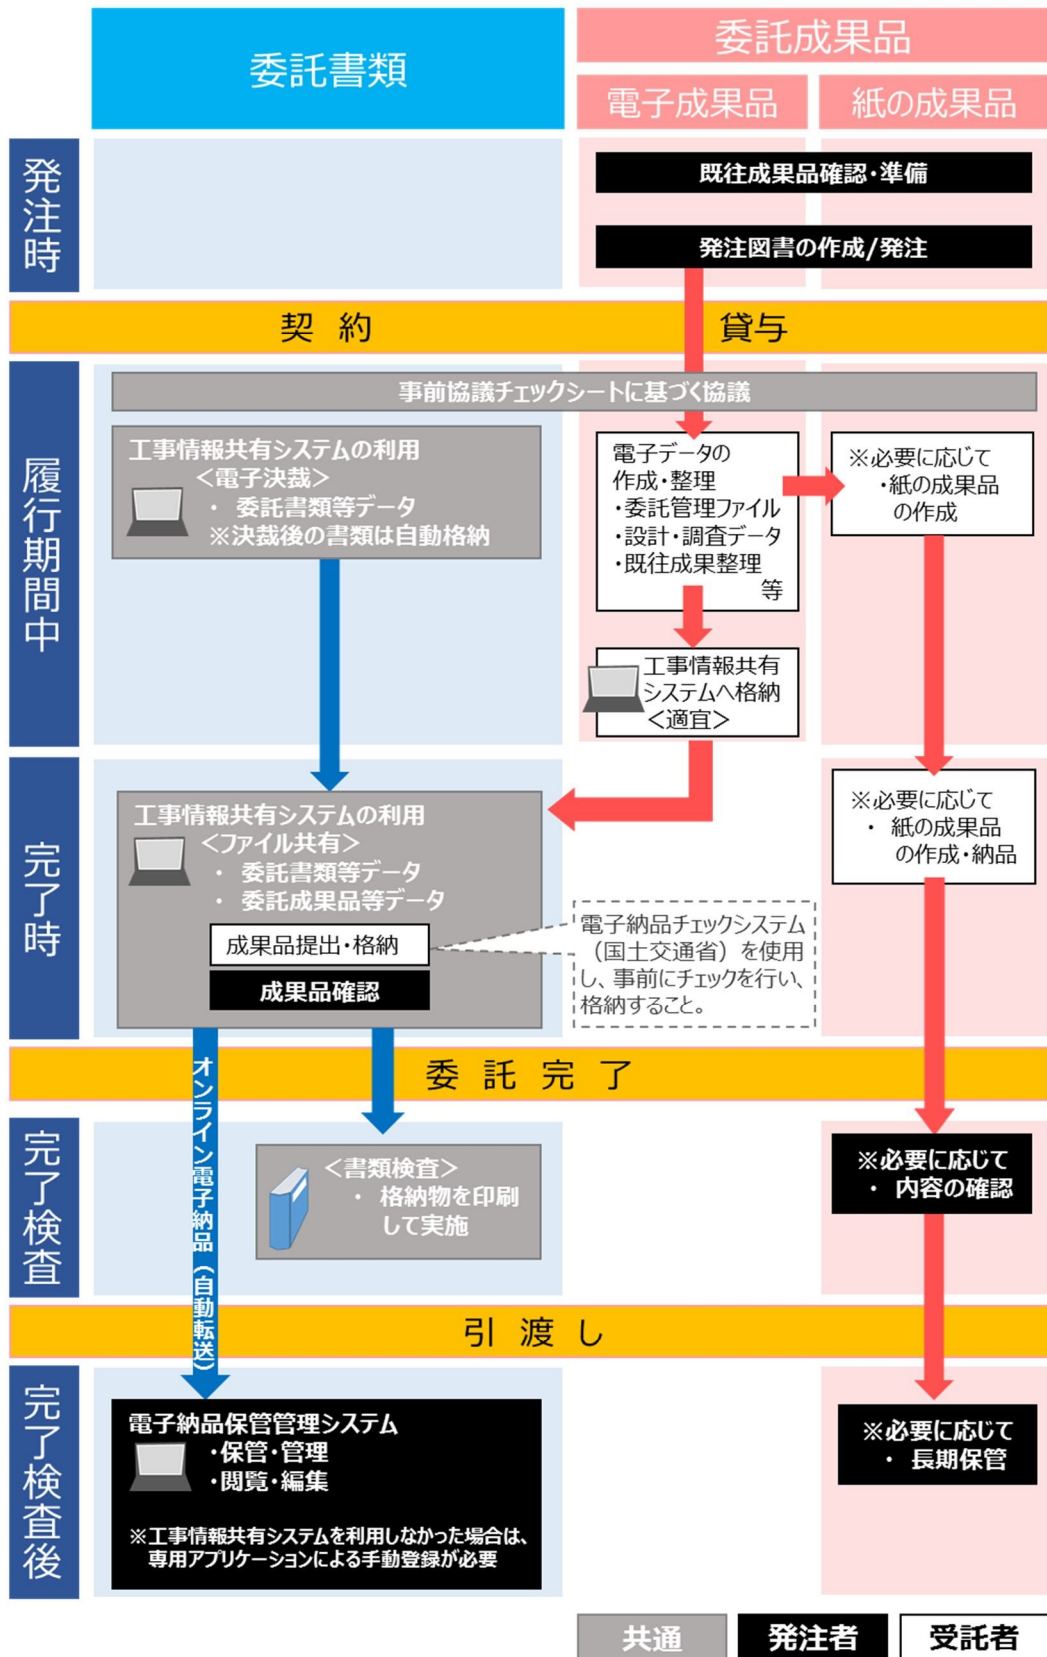 委託書類
委託成果品
電子成果品
紙の成果品
発注時
既往成果品確認・準備
発注図書の作成/発注
契 約
貸与
履行期間中
事前協議チェックシートに基づく協議
工事情報共有システムの利用
＜電子決裁＞
・ 委託書類等データ
※決裁後の書類は自動格納
電子データの
作成・整理
・委託管理ファイル
・設計・調査データ
・既往成果整理
等
※必要に応じて
・紙の成果品
の作成
工事情報共有
システムへ格納
＜適宜＞
完了時
工事情報共有システムの利用
＜ファイル共有＞
・ 委託書類等データ
・ 委託成果品等データ
成果品提出・格納
成果品確認
電子納品チェックシステム
（国土交通省）を使用
し、事前にチェックを行い、
格納すること。
※必要に応じて
・ 紙の成果品
の作成・納品
委 託 完 了
オンライン電子納品（自動転送）
完了検査
＜書類検査＞
・ 格納物を印刷
して実施
※必要に応じて
・ 内容の確認
引 渡 し
完了検査後
電子納品保管管理システム
・保管・管理
・閲覧・編集
※工事情報共有システムを利用しなかった場合は、
専用アプリケーションによる手動登録が必要
※必要に応じて
・ 長期保管
共通
発注者
受託者